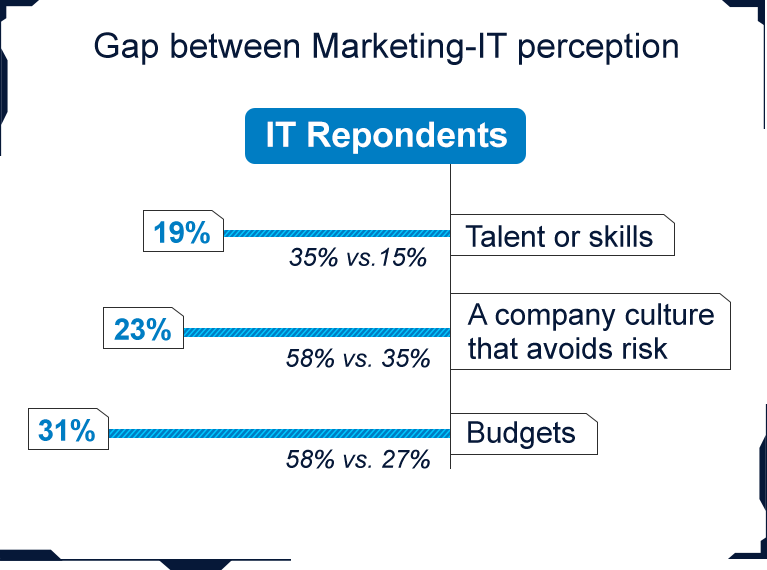 Gap between Marketing-IT perception
IT Repondents
19%
35% vs.15%
Talent or skills
23%
58% vs. 35%
A company culture
that avoids risk
31%
58% vs. 27%
Budgets